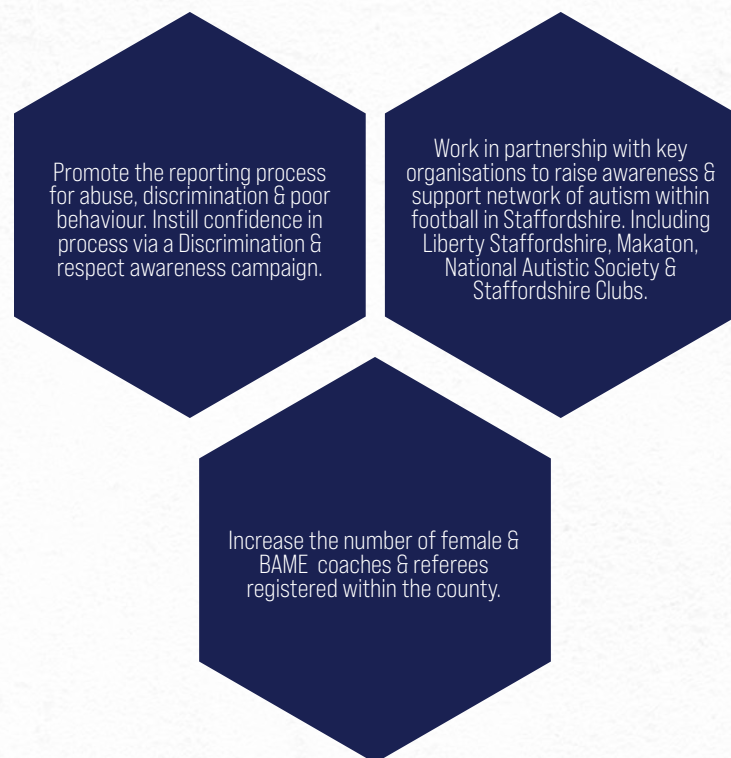 Promote the reporting process
for abuse, discrimination & poor
behaviour. Instill confidence in
process via a Discrimination &
respect awareness campaign.
Work in partnership with key
organisations to raise awareness &
support network of autism within
football in Staffordshire. Including
Liberty Staffordshire, Makaton,
National Autistic Society &
Staffordshire Clubs.
Increase the number of female &
BAME coaches & referees
registered within the county.